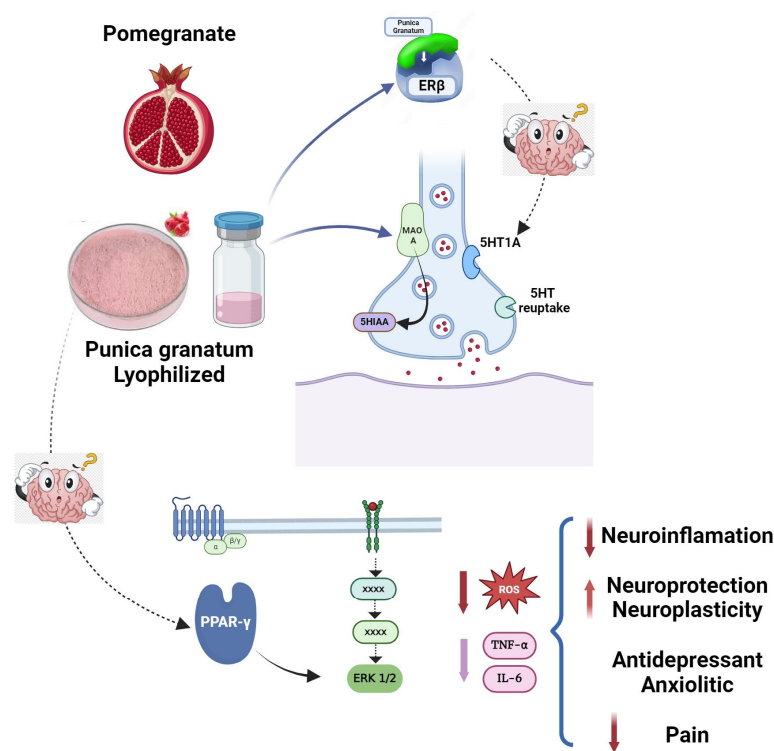 Pomegranate
Punica
Granatum
ERβ
?
MAO
A
5HT1A
5HT
reuptake
5HIAA
Punica granatum
Lyophilized
?
α
β/γ
PPAR-γ
xxxx
xxxx
ERK 1/2
ROS
TNF-α
IL-6
Neuroinflamation
Neuroprotection
Neuroplasticity
Antidepressant
Anxiolitic
Pain